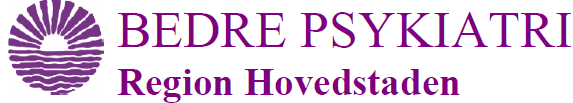 BEDRE PSYKIATRI
Region Hovedstaden